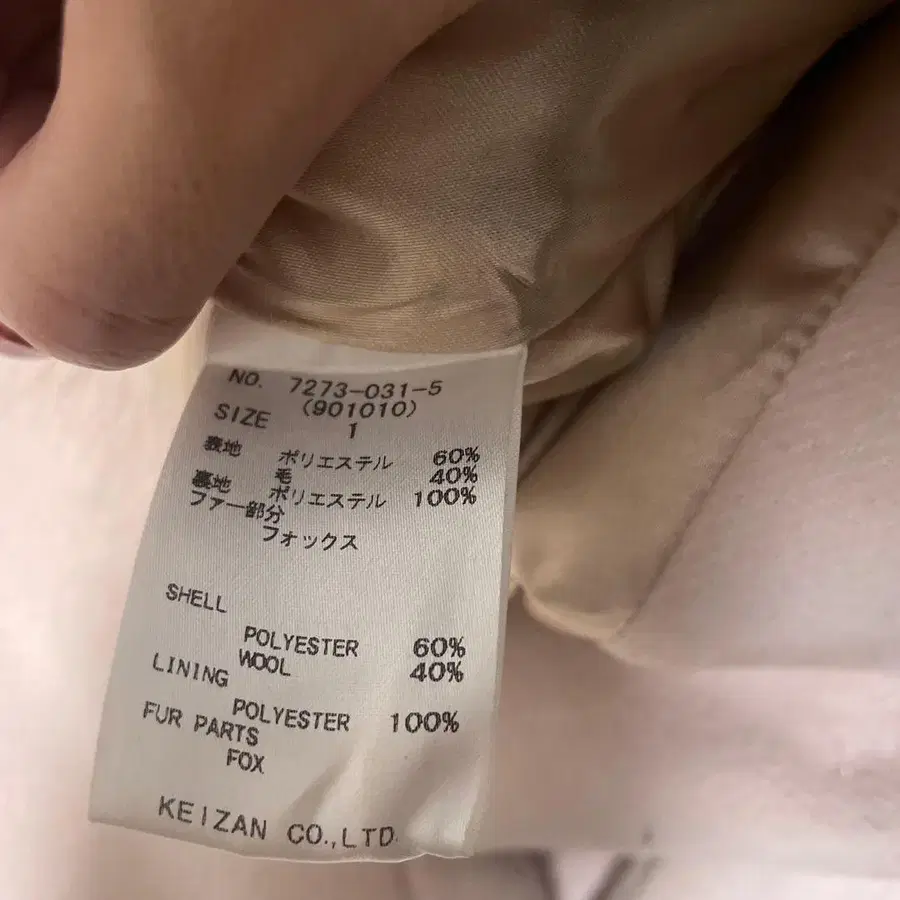 NO. 7273-031-5
(901010)
SIZE 1
表地 ポリエステル 60%
毛 40%
裏地 ポリエステル 100%
ファー部分
フォックス
SHELL
POLYESTER 60%
WOOL 40%
LINING
POLYESTER 100%
FUR PARTS
FOX
KEIZAN CO.,LTD.